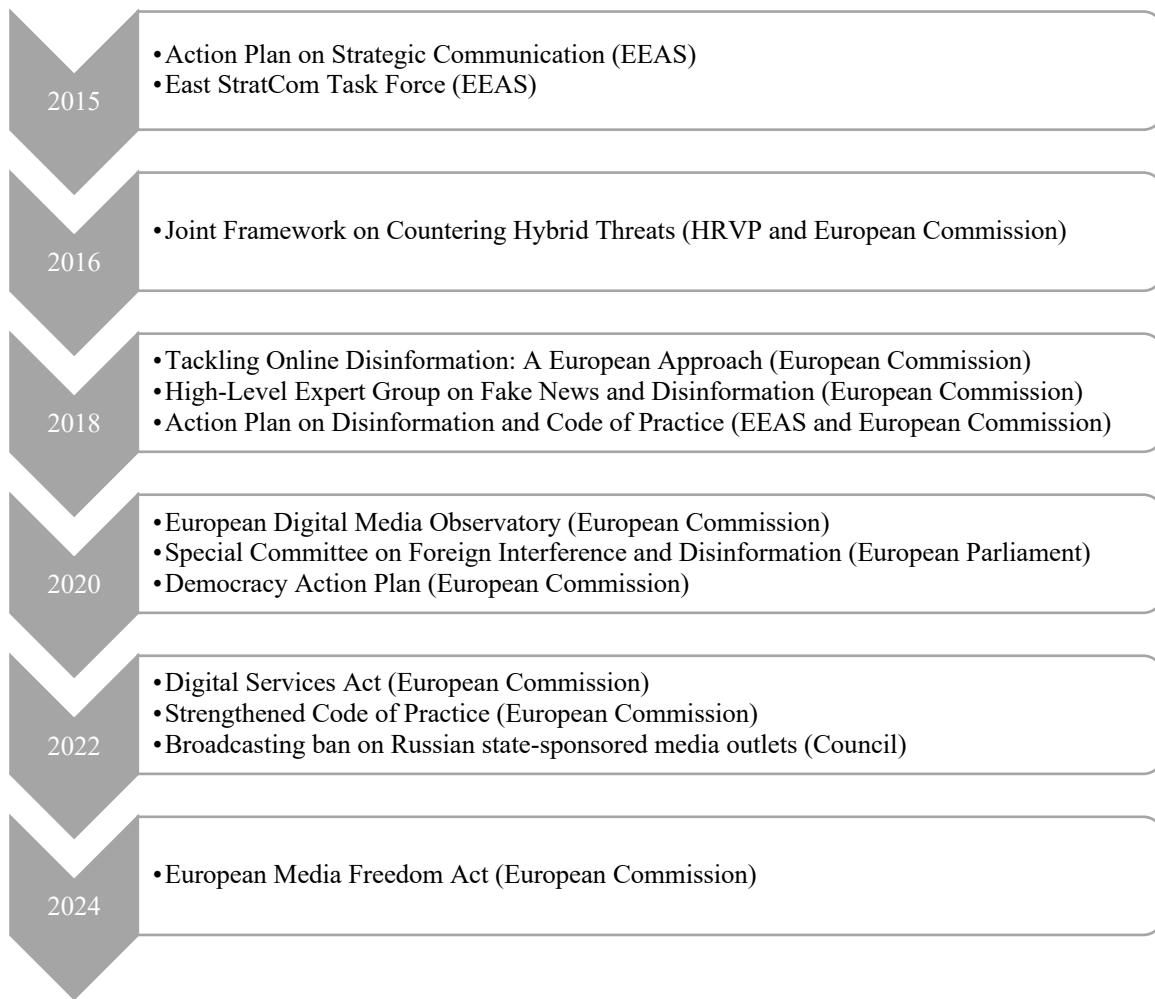 2015
•Action Plan on Strategic Communication (EEAS)
•East StratCom Task Force (EEAS)
2016
•Joint Framework on Countering Hybrid Threats (HRVP and European Commission)
2018
•Tackling Online Disinformation: A European Approach (European Commission)
•High-Level Expert Group on Fake News and Disinformation (European Commission)
•Action Plan on Disinformation and Code of Practice (EEAS and European Commission)
2020
•European Digital Media Observatory (European Commission)
•Special Committee on Foreign Interference and Disinformation (European Parliament)
•Democracy Action Plan (European Commission)
2022
•Digital Services Act (European Commission)
•Strengthened Code of Practice (European Commission)
•Broadcasting ban on Russian state-sponsored media outlets (Council)
2024
•European Media Freedom Act (European Commission)